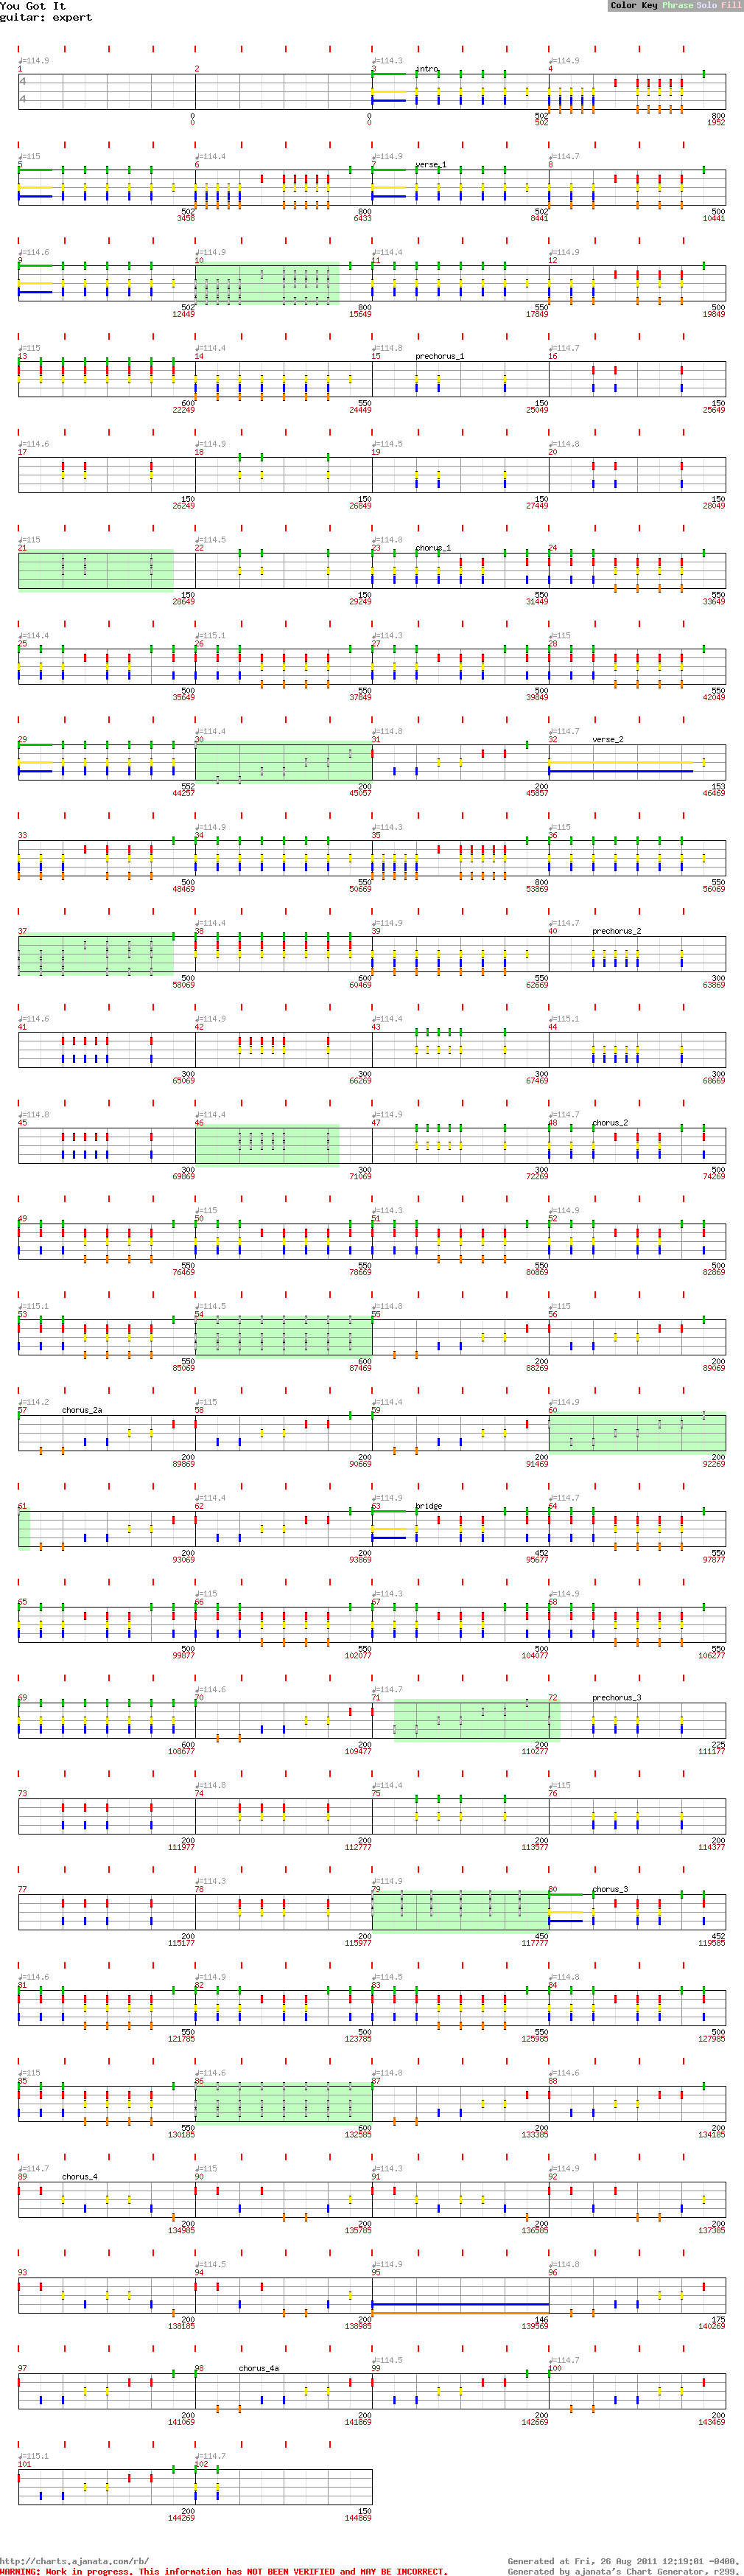 You Got It
guitar: expert
Color Key Phrase Solo Fill
♩=114.9 ♩=114.3 ♩=114.9
1 2 3 intro 4
4
4
0 0 502 800
0 0 502 1952
♩=115 ♩=114.4 ♩=114.9 ♩=114.7
5 6 7 verse_1 8
502 800 502 500
3458 6433 8441 10441
♩=114.6 ♩=114.9 ♩=114.4 ♩=114.9
9 10 11 12
502 800 550 500
12449 15649 17849 19849
♩=115 ♩=114.4 ♩=114.8 ♩=114.7
13 14 15 prechorus_1 16
600 550 150 150
22249 24449 25049 25649
♩=114.6 ♩=114.9 ♩=114.5 ♩=114.8
17 18 19 20
150 150 150 150
26249 26849 27449 28049
♩=115 ♩=114.5 ♩=114.8
21 22 23 chorus_1 24
150 150 550 550
28649 29249 31449 33649
♩=114.4 ♩=115.1 ♩=114.3 ♩=115
25 26 27 28
500 550 500 550
35649 37849 39849 42049
♩=114.4 ♩=114.8 ♩=114.7
29 30 31 32 verse_2
552 200 200 153
44257 45057 45857 46469
♩=114.9 ♩=114.3 ♩=115
33 34 35 36
500 550 800 550
48469 50669 53869 56069
♩=114.4 ♩=114.9 ♩=114.7
37 38 39 40 prechorus_2
500 600 550 300
58069 60469 62669 63869
♩=114.6 ♩=114.9 ♩=114.4 ♩=115.1
41 42 43 44
300 300 300 300
65069 66269 67469 68669
♩=114.8 ♩=114.4 ♩=114.9 ♩=114.7
45 46 47 48 chorus_2
300 300 300 500
69869 71069 72269 74269
♩=115 ♩=114.3 ♩=114.9
49 50 51 52
550 550 550 500
76469 78669 80869 82869
♩=115.1 ♩=114.5 ♩=114.8 ♩=115
53 54 55 56
550 600 200 200
85069 87469 88269 89069
♩=114.2 ♩=115 ♩=114.4 ♩=114.9
57 chorus_2a 58 59 60
200 200 200 200
89869 90669 91469 92269
♩=114.4 ♩=114.9 ♩=114.7
61 62 63 bridge 64
200 200 452 550
93069 93869 95677 97877
♩=115 ♩=114.3 ♩=114.9
65 66 67 68
500 550 500 550
99877 102077 104077 106277
♩=114.6 ♩=114.7
69 70 71 72 prechorus_3
600 200 200 225
108677 109477 110277 111177
♩=114.8 ♩=114.4 ♩=115
73 74 75 76
200 200 200 200
111977 112777 113577 114377
♩=114.3 ♩=114.9
77 78 79 80 chorus_3
200 200 450 452
115177 115977 117777 119585
♩=114.6 ♩=114.9 ♩=114.5 ♩=114.8
81 82 83 84
550 500 550 500
121785 123785 125985 127985
♩=115 ♩=114.6 ♩=114.8 ♩=114.6
85 86 87 88
550 600 200 200
130185 132585 133385 134185
♩=114.7 ♩=115 ♩=114.3 ♩=114.9
89 chorus_4 90 91 92
200 200 200 200
134985 135785 136585 137385
♩=114.5 ♩=114.9 ♩=114.8
93 94 95 96
200 200 146 175
138185 138985 139569 140269
♩=114.5 ♩=114.7
97 98 chorus_4a 99 100
200 200 200 200
141069 141869 142669 143469
♩=115.1 ♩=114.7
101 102
200 150
144269 144869
http://charts.ajanata.com/rb/ Generated at Fri, 26 Aug 2011 12:19:01 -0400.
WARNING: Work in progress. This information has NOT BEEN VERIFIED and MAY BE INCORRECT. Generated by ajanata's Chart Generator, r299.